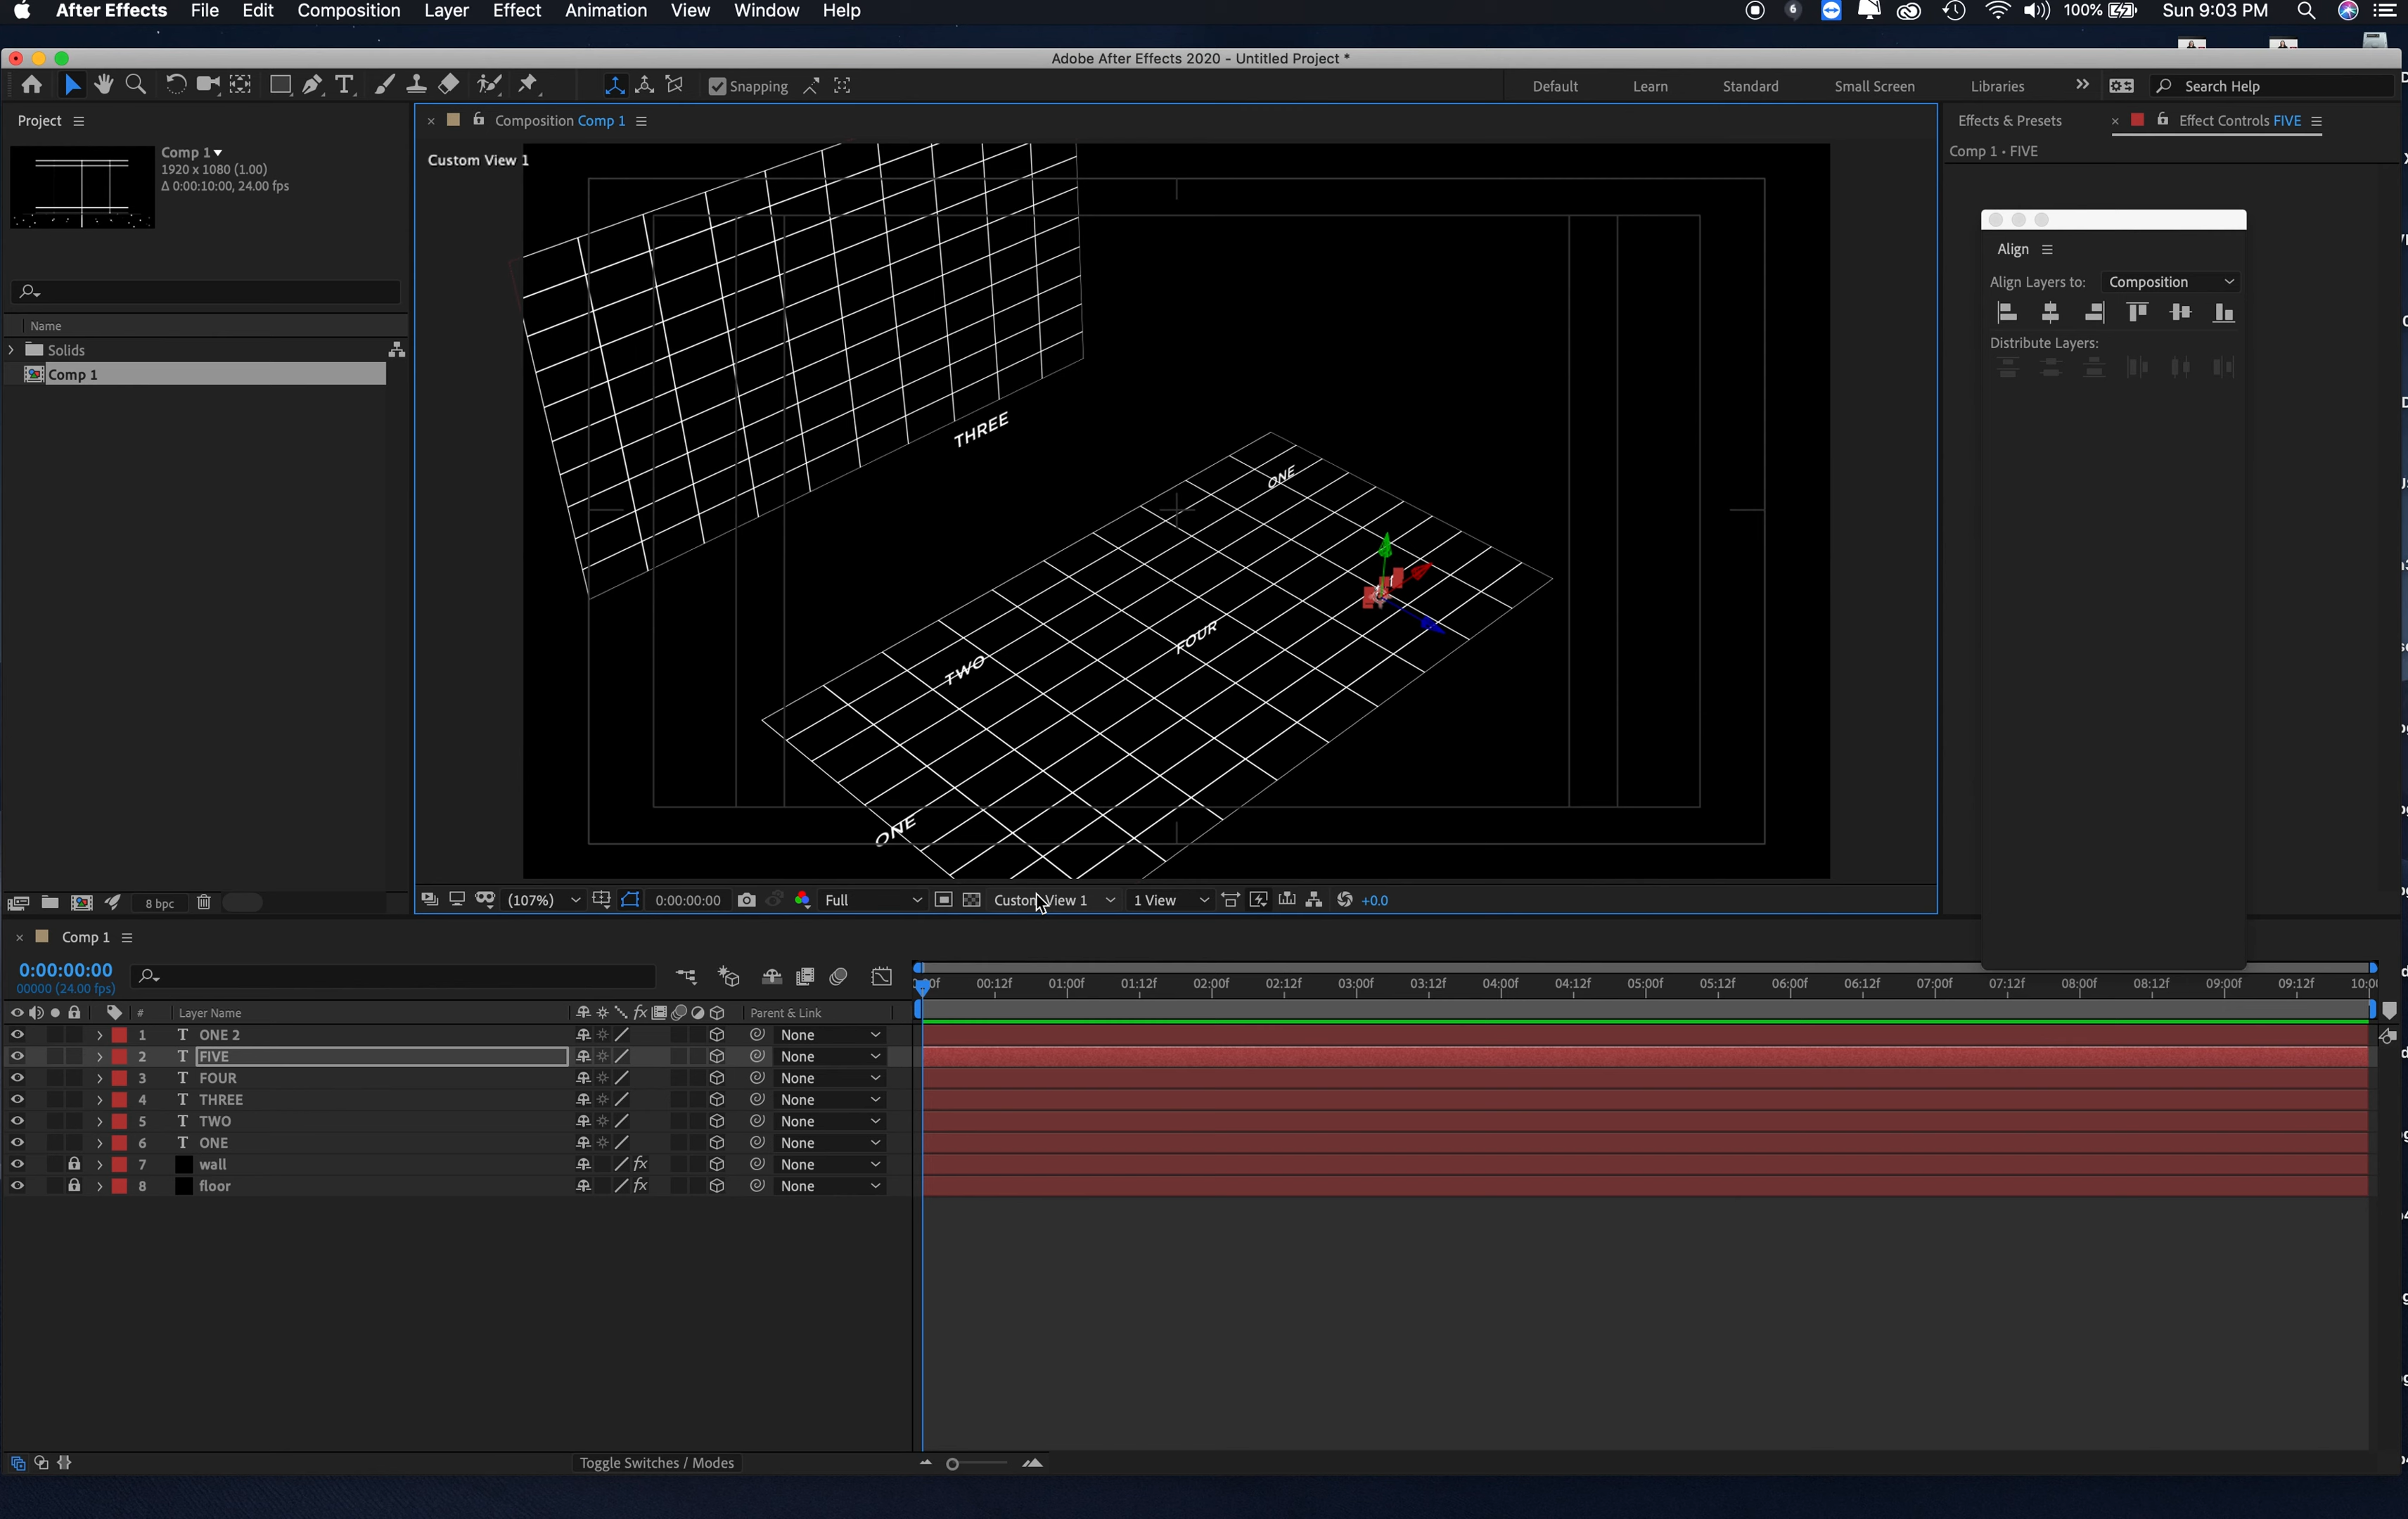 After Effects File Edit Composition Layer Effect Animation View Window Help
6 100% Sun 9:03 PM
Adobe After Effects 2020 - Untitled Project *
Snapping Default Learn Standard Small Screen Libraries Search Help
Project
Composition Comp 1
Effects & Presets Effect Controls FIVE
Comp 1 • FIVE
Comp 1
1920 x 1080 (1.00)
Δ 0:00:10:00, 24.00 fps
Custom View 1
Align
Align Layers to: Composition
Distribute Layers:
Name
Solids
Comp 1
THREE
ONE
FOUR
TWO
ONE
8 bpc
(107%) 0:00:00:00 Full Custom View 1 1 View +0.0
Comp 1
0:00:00:00
00000 (24.00 fps)
00:12f 01:00f 01:12f 02:00f 02:12f 03:00f 03:12f 04:00f 04:12f 05:00f 05:12f 06:00f 06:12f 07:00f 07:12f 08:00f 08:12f 09:00f 09:12f
# Layer Name fx Parent & Link
1 T ONE 2 None
2 T FIVE None
3 T FOUR None
4 T THREE None
5 T TWO None
6 T ONE None
7 wall fx None
8 floor fx None
Toggle Switches / Modes